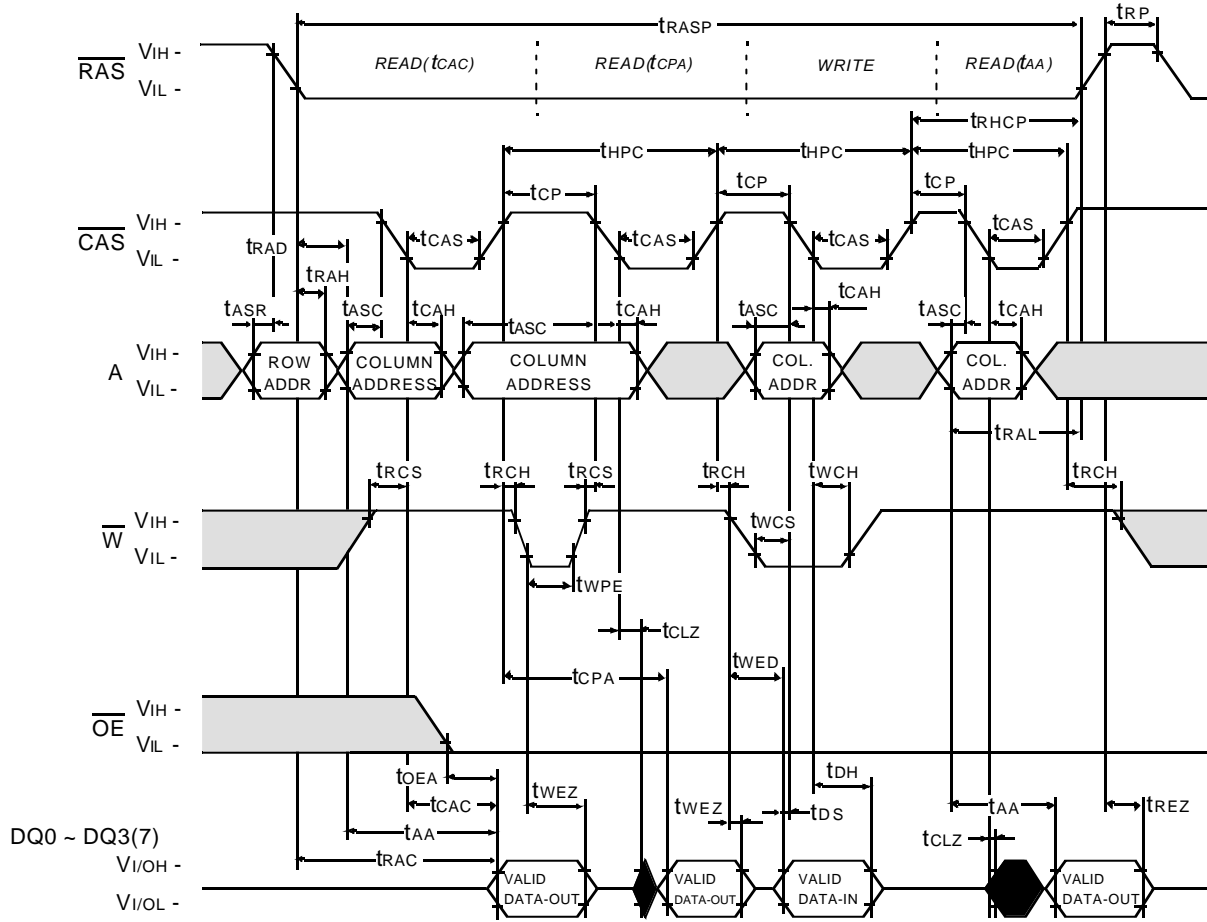 tRASP
tRP
RAS
VIH -
VIL -
READ(tCAC)
READ(tCPA)
WRITE
READ(tAA)
tRHCP
tHPC
tHPC
tHPC
tCP
tCP
tCP
CAS
VIH -
VIL -
tRAD
tCAS
tCAS
tCAS
tCAS
tRAH
tASR
tASC
tCAH
tASC
tCAH
tASC
tCAH
tASC
tCAH
A
VIH -
VIL -
ROW
ADDR
COLUMN
ADDRESS
COLUMN
ADDRESS
COL.
ADDR
COL.
ADDR
tRAL
tRCS
tRCH
tRCS
tRCH
tWCH
tRCH
W
VIH -
VIL -
tWCS
tWPE
tCLZ
tWED
tCPA
OE
VIH -
VIL -
tOEA
tCAC
tWEZ
tWEZ
tDH
tDS
tAA
tREZ
tAA
tCLZ
tRAC
DQ0 ~ DQ3(7)
VI/OH -
VI/OL -
VALID
DATA-OUT
VALID
DATA-OUT
VALID
DATA-IN
VALID
DATA-OUT